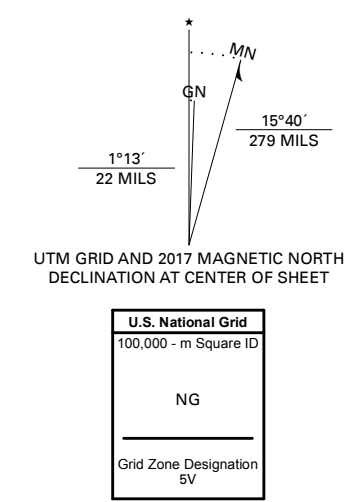 ★
MN
GN
15°40´
279 MILS
1°13´
22 MILS
UTM GRID AND 2017 MAGNETIC NORTH
DECLINATION AT CENTER OF SHEET
U.S. National Grid
100,000 - m Square ID
NG
Grid Zone Designation
5V